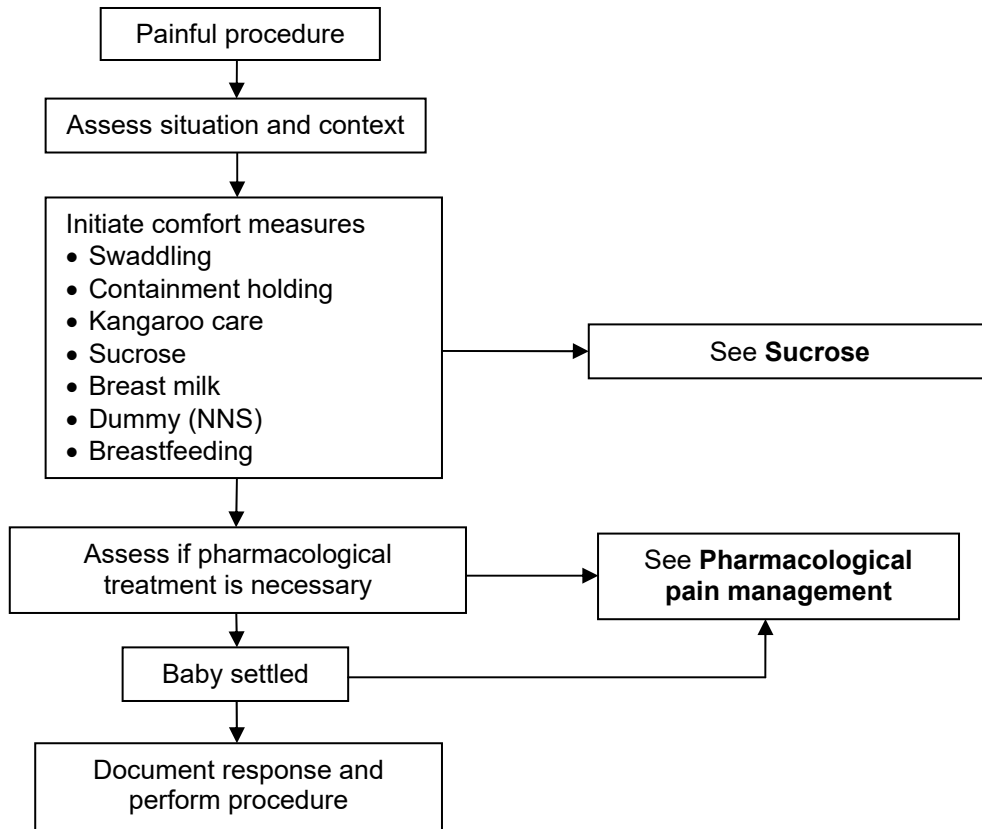 Painful procedure
Assess situation and context
Initiate comfort measures
• Swaddling
• Containment holding
• Kangaroo care
• Sucrose
• Breast milk
• Dummy (NNS)
• Breastfeeding
See Sucrose
Assess if pharmacological
treatment is necessary
See Pharmacological
pain management
Baby settled
Document response and
perform procedure